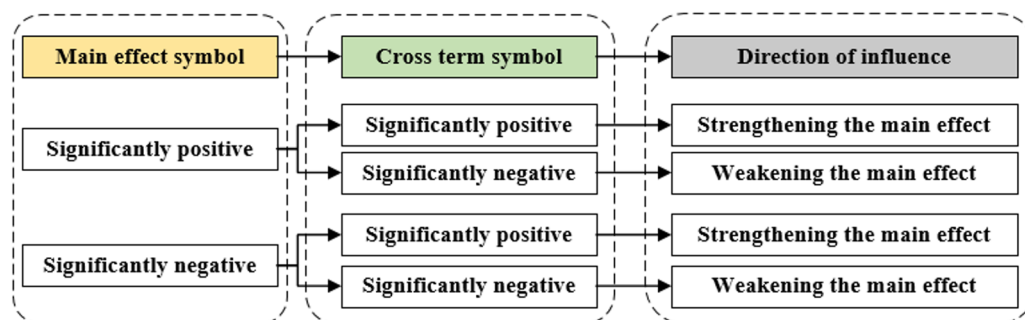 Main effect symbol
Cross term symbol
Direction of influence
Significantly positive
Significantly positive
Strengthening the main effect
Significantly negative
Weakening the main effect
Significantly negative
Significantly positive
Strengthening the main effect
Significantly negative
Weakening the main effect